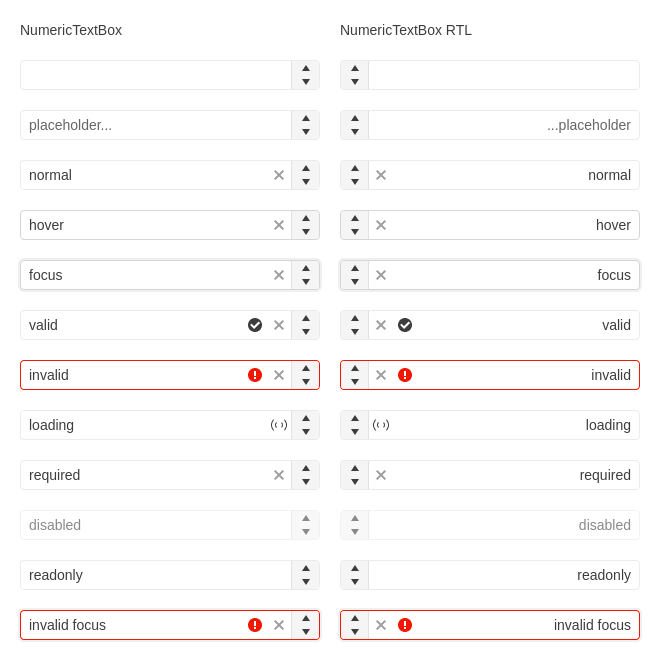 NumericTextBox NumericTextBox RTL
placeholder... ...placeholder
normal normal
hover hover
focus focus
valid valid
invalid invalid
loading loading
required required
disabled disabled
readonly readonly
invalid focus invalid focus